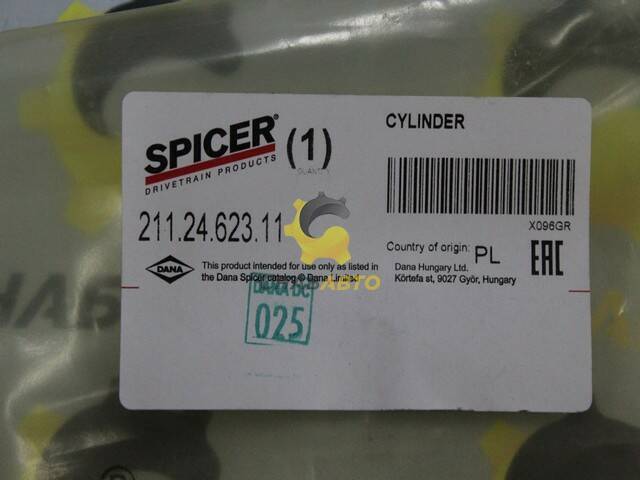 SPICER®
DRIVETRAIN PRODUCTS
(1)
CYLINDER
211.24.623.11
X096GR
DANA
This product intended for use only as listed in
the Dana Spicer catalog © Dana Limited
Country of origin: PL
Dana Hungary Ltd.
Körtefa st, 9027 Győr, Hungary
EAC
АВТО
DANA DC
025